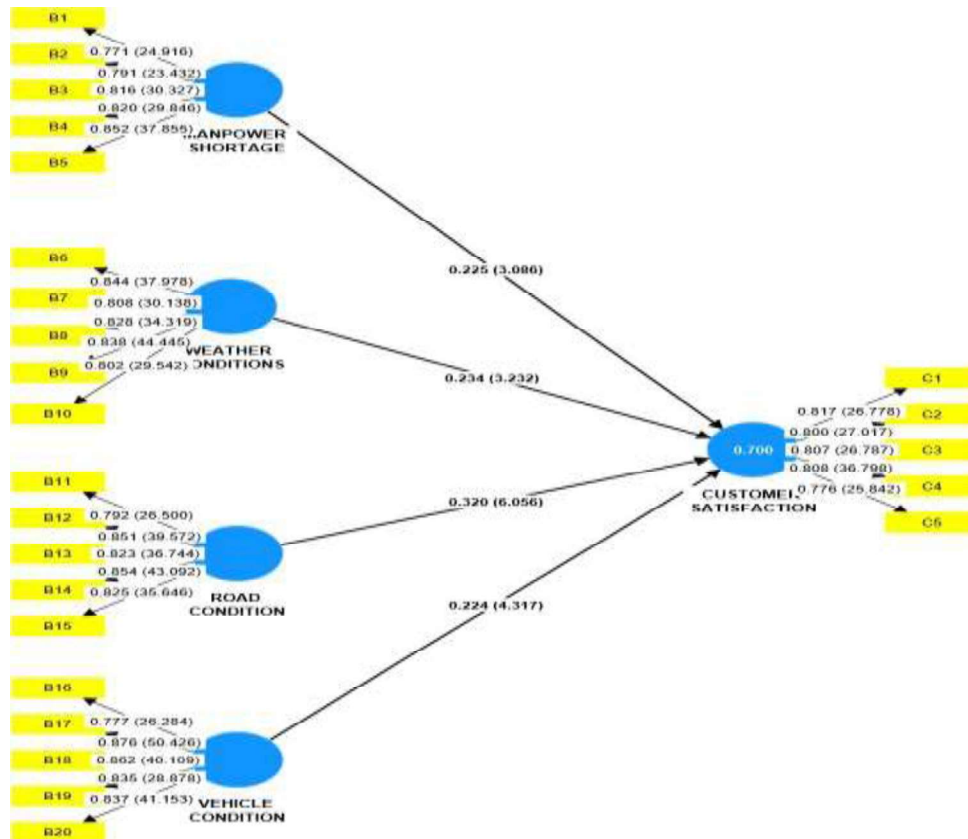 B1
0.771 (24.916)
B2
0.791 (23.432)
B3
0.816 (30.327)
0.820 (29.846)
B4
0.852 (37.855)
B5
MANPOWER
SHORTAGE
0.225 (3.086)
B6
0.844 (37.978)
B7
0.808 (30.138)
0.828 (34.319)
B8
0.838 (44.445)
0.802 (29.542)
B9
B10
WEATHER
CONDITIONS
0.234 (3.232)
B11
0.792 (26.500)
B12
0.851 (39.572)
B13
0.823 (36.744)
0.854 (43.092)
B14
0.825 (35.646)
B15
ROAD
CONDITION
0.320 (6.056)
B16
0.777 (26.284)
B17
0.876 (50.426)
B18
0.862 (40.109)
0.835 (28.878)
B19
0.837 (41.153)
B20
VEHICLE
CONDITION
0.224 (4.317)
0.700
CUSTOMER
SATISFACTION
C1
0.817 (26.778)
C2
0.800 (27.017)
C3
0.807 (26.787)
0.808 (36.798)
C4
0.776 (25.842)
C5